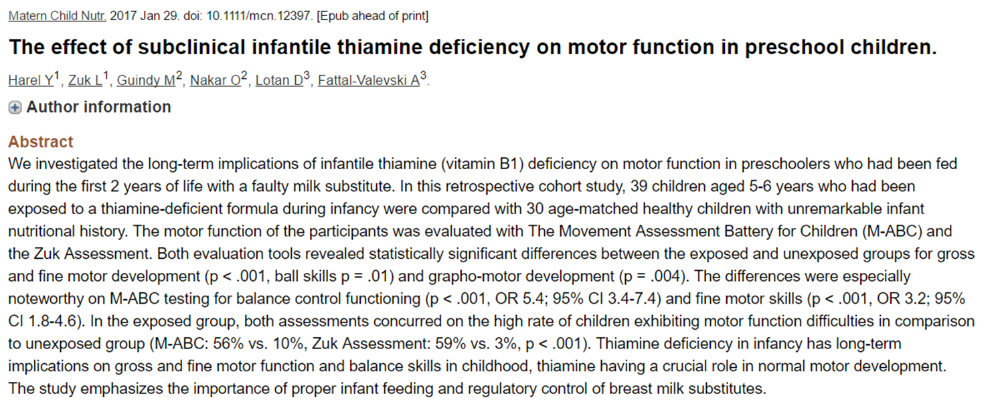 Matern Child Nutr. 2017 Jan 29. doi: 10.1111/mcn.12397. [Epub ahead of print]
The effect of subclinical infantile thiamine deficiency on motor function in preschool children.
Harel Y1, Zuk L1, Guindy M2, Nakar O2, Lotan D3, Fattal-Valevski A3.
Author information
Abstract
We investigated the long-term implications of infantile thiamine (vitamin B1) deficiency on motor function in preschoolers who had been fed
during the first 2 years of life with a faulty milk substitute. In this retrospective cohort study, 39 children aged 5-6 years who had been
exposed to a thiamine-deficient formula during infancy were compared with 30 age-matched healthy children with unremarkable infant
nutritional history. The motor function of the participants was evaluated with The Movement Assessment Battery for Children (M-ABC) and
the Zuk Assessment. Both evaluation tools revealed statistically significant differences between the exposed and unexposed groups for gross
and fine motor development (p < .001, ball skills p = .01) and grapho-motor development (p = .004). The differences were especially
noteworthy on M-ABC testing for balance control functioning (p < .001, OR 5.4; 95% CI 3.4-7.4) and fine motor skills (p < .001, OR 3.2; 95%
CI 1.8-4.6). In the exposed group, both assessments concurred on the high rate of children exhibiting motor function difficulties in comparison
to unexposed group (M-ABC: 56% vs. 10%, Zuk Assessment: 59% vs. 3%, p < .001). Thiamine deficiency in infancy has long-term
implications on gross and fine motor function and balance skills in childhood, thiamine having a crucial role in normal motor development.
The study emphasizes the importance of proper infant feeding and regulatory control of breast milk substitutes.